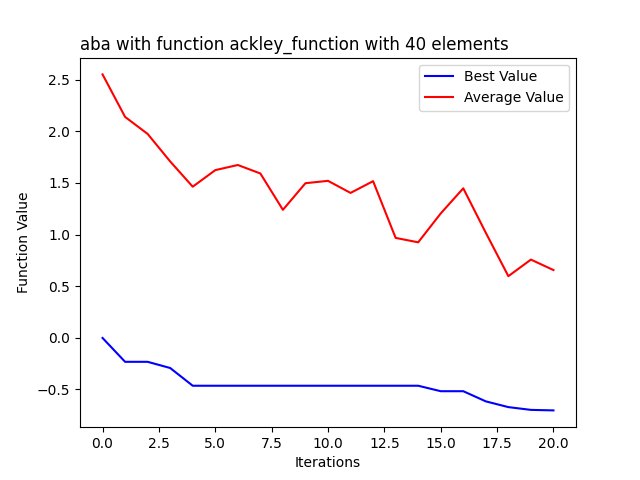 aba with function ackley_function with 40 elements
Best Value
Average Value
2.5
2.0
1.5
1.0
0.5
0.0
−0.5
Function Value
0.0 2.5 5.0 7.5 10.0 12.5 15.0 17.5 20.0
Iterations